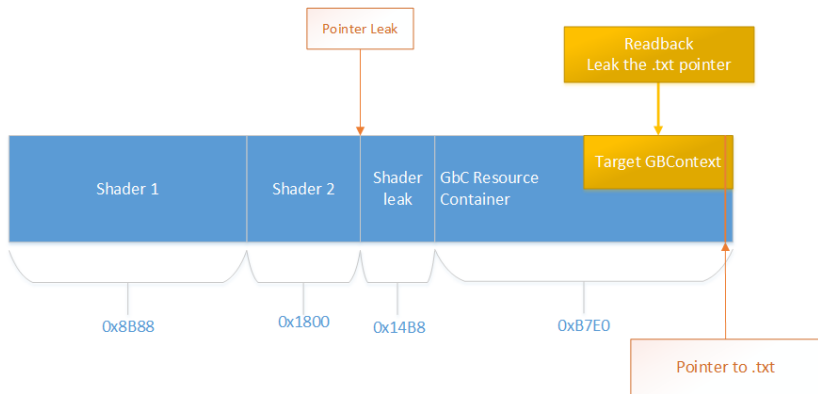 Pointer Leak
Readback
Leak the .txt pointer
Shader 1
Shader 2
Shader
leak
GbC Resource
Container
Target GBContext
0x8B88
0x1800
0x14B8
0xB7E0
Pointer to .txt